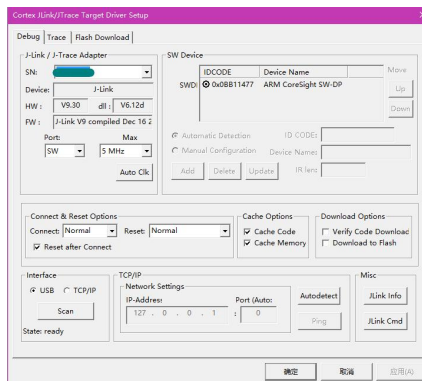 Cortex JLink/JTrace Target Driver Setup
Debug Trace Flash Download
J-Link / J-Trace Adapter
SN:
Device: J-Link
HW : V9.30 dll : V6.12d
FW : J-Link V9 compiled Dec 16 2
Port: Max
SW 5 MHz
Auto Clk
SW Device
IDCODE Device Name Move
SWDI 0x0BB11477 ARM CoreSight SW-DP Up
Down
Automatic Detection ID CODE:
Manual Configuration Device Name:
Add Delete Update IR len:
Connect & Reset Options
Connect: Normal Reset: Normal
Reset after Connect
Cache Options
Cache Code
Cache Memory
Download Options
Verify Code Download
Download to Flash
Interface
USB TCP/IP
Scan
State: ready
TCP/IP
Network Settings
IP-Address: Port (Auto:
127 . 0 . 0 . 1 : 0
Autodetect
Ping
Misc
JLink Info
JLink Cmd
确定 取消 应用(A)